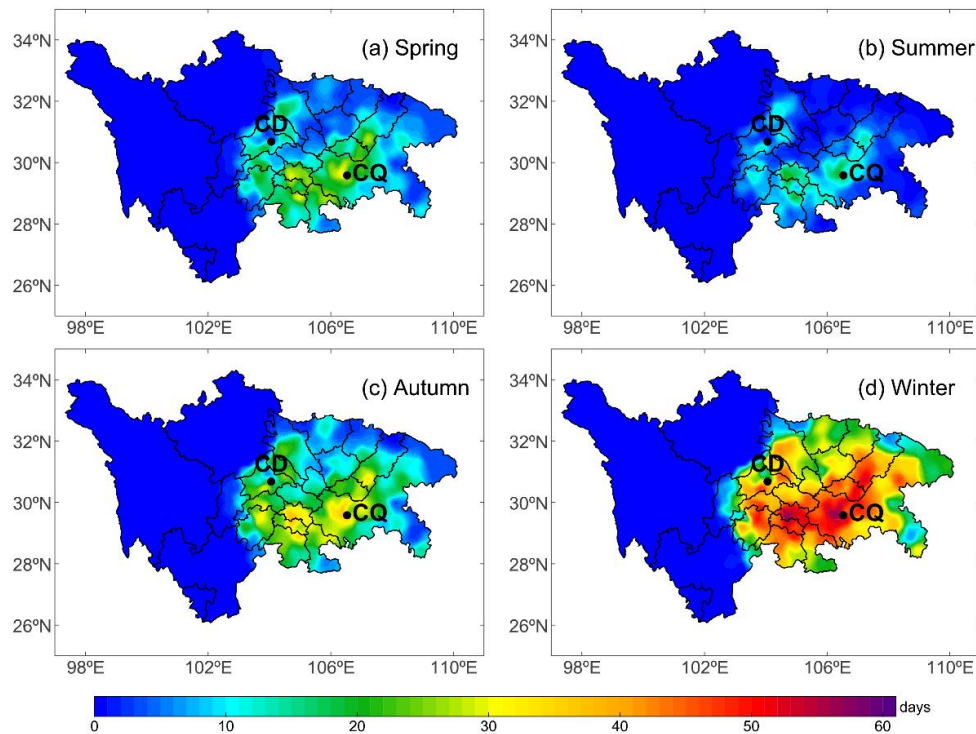 (a) Spring
34ºN
32ºN
30ºN
28ºN
26ºN
CD
CQ
98ºE 102ºE 106ºE 110ºE
(b) Summer
34ºN
32ºN
30ºN
28ºN
26ºN
CD
CQ
98ºE 102ºE 106ºE 110ºE
(c) Autumn
34ºN
32ºN
30ºN
28ºN
26ºN
CD
CQ
98ºE 102ºE 106ºE 110ºE
(d) Winter
34ºN
32ºN
30ºN
28ºN
26ºN
CD
CQ
98ºE 102ºE 106ºE 110ºE
days
0 10 20 30 40 50 60